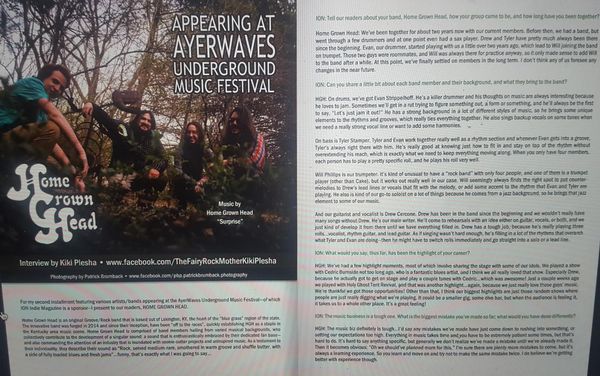 APPEARING AT
AYERWAVES
UNDERGROUND
MUSIC FESTIVAL
Home
Grown
Head
Music by
Home Grown Head
"Surprise"
Interview by Kiki Plesha • www.facebook.com/TheFairyRockMotherKikiPlesha
Photography by Patrick Krumback • www.facebook.com/php.patrickbrumback.photography
For my second installment featuring various artists/bands appearing at the AyerWaves Underground Music Festival—of which
ION Indie Magazine is a sponsor—I present to our readers, HOME GROWN HEAD.
Home Grown Head is an original Groove/Rock band that is based out of Lexington, KY, the heart of the "blue grass" region of the state.
The innovative band was forged in 2014 and since their inception, have been "off to the races", quickly establishing HGH as a staple in
the Kentucky area music scene. Home Grown Head is comprised of band members hailing from varied musical backgrounds, who
collectively contribute to the development of a singular sound; a sound that is enthusiastically embraced by their dedicated fan base—
and also commanding the attention of an industry that is inundated with cookie-cutter projects and uninspired music. As a testament to
their individuality, they describe their sound as "Rock, served medium rare, smothered in warm groove and shuffle butter, with
a side of fully loaded blues and fresh jams"...funny, that's exactly what I was going to say...
ION: Tell our readers about your band, Home Grown Head, how your group came to be, and how long have you been together?
Home Grown Head: We've been together for about two years now with our current members. Before then, we had a band, but
went through a few drummers and at one point even had a sax player. Drew and Tyler have pretty much always been there
since the beginning. Evan, our drummer, started playing with us a little over two years ago, which lead to Will joining the band
on trumpet. Those two guys were roommates, and Will was always there for practice anyway, so it only made sense to add Will
to the band after a while. At this point, we've finally settled on members in the long term. I don't think any of us foresee any
changes in the near future.
ION: Can you share a little bit about each band member and their background, and what they bring to the band?
HGH: On drums, we've got Evan Strippelhoff. He's a killer drummer and his thoughts on music are always interesting because
he loves to jam. Sometimes we'll get in a rut trying to figure something out, a form or something, and he'll always be the first
to say, "Let's just jam it out!" He has a strong background in a lot of different styles of music, so he brings some unique
elements to the rhythms and grooves, which really ties everything together. He also sings backup vocals on some tunes when
we need a really strong vocal line or want to add some harmonies.
On bass is Tyler Stamper. Tyler and Evan work together really well as a rhythm section and whenever Evan gets into a groove,
Tyler's always right there with him. He's really good at knowing just how to fit in and stay on top of the rhythm without
overextending his reach, which is exactly what we need to keep everything moving along. When you only have four members,
each person has to play a pretty specific roll, and he plays his roll very well.
Will Phillips is our trumpeter. It's kind of unusual to have a "rock band" with only four people, and one of them is a trumpet
player (other than Cake), but it works out really well in our case. Will seemingly always finds the right spot to put counter-
melodies to Drew's lead lines or vocals that fit with the melody, or add some accent to the rhythm that Evan and Tyler are
playing. He also is kind of our go-to soloist on a lot of things because he comes from a jazz background, so he brings that jazz
element to some of our music.
And our guitarist and vocalist is Drew Carcone. Drew has been in the band since the beginning and we wouldn't really have
many songs without Drew. He's our main writer. He'll come to rehearsals with an idea either on guitar, vocals, or both, and we
just kind of develop it from there until we have everything filled in. Drew has a tough job, because he's really playing three
rolls...vocalist, rhythm guitar, and lead guitar. As if singing wasn't hard enough, he's filling in a lot of the rhythms that overwork
what Tyler and Evan are doing—then he might have to switch rolls immediately and go straight into a solo or a lead line.
ION: What would you say, thus far, has been the highlight of your career?
HGH: We've had a few highlight moments, most of which involve sharing the stage with some of our idols. We played a show
with Cedric Burnside not too long ago, who is a fantastic blues artist, and I think we all really loved that show. Especially Drew,
because he actually got to get on stage and play a couple tunes with Cedric...which was awesome! Just a couple weeks ago
we played with Holy Ghost Tent Revival, and that was another highlight...again, because we just really love those guys' music.
We're thankful we got those opportunities! Other than that, I think our biggest highlights are just those random shows where
people are just really digging what we're playing. It could be a smaller gig, some dive bar, but when the audience is feeling it,
it takes us to a whole other place. It's a great feeling!
ION: The music business is a tough one. What is the biggest mistake you've made so far; what would you have done differently?
HGH: The music biz definitely is tough...I'd say any mistakes we've made have just come down to rushing into something, or
setting our expectations too high. Everything in music takes time and you have to be extremely patient some times, but that's
hard to do. It's hard to say anything specific, but generally we don't realize we've made a mistake until we've already made it.
Then it becomes obvious: "Oh we should've planned more for this." I'm sure there are plenty more mistakes to come, but it's
always a learning experience. So you learn and move on and try not to make the same mistake twice. I do believe we're getting
better with experience though.